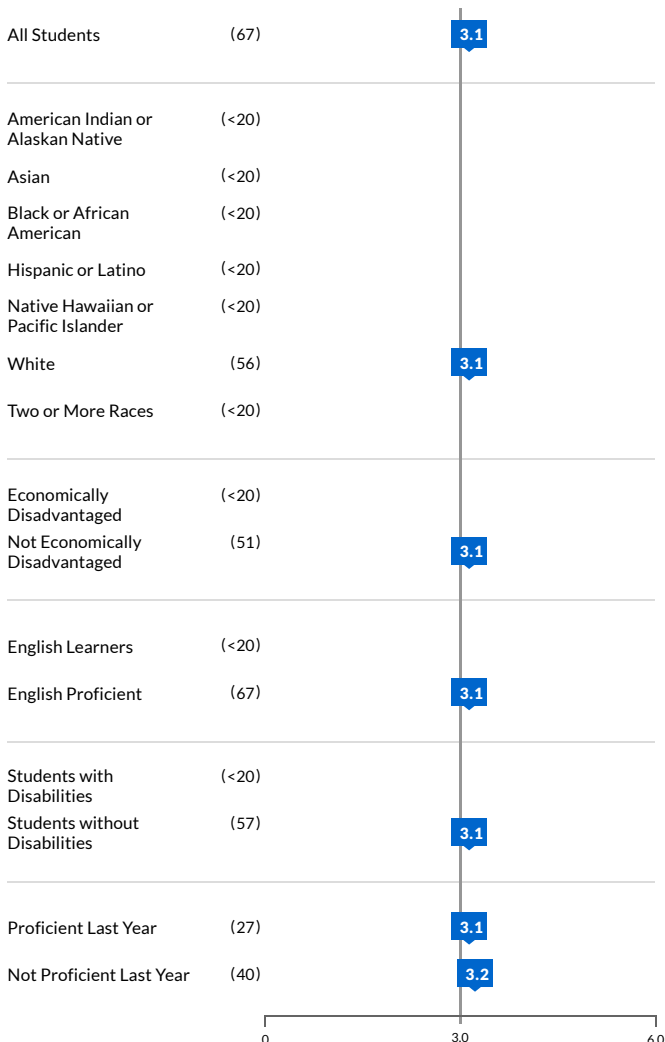 All Students (67) 3.1
American Indian or (<20)
Alaskan Native
Asian (<20)
Black or African (<20)
American
Hispanic or Latino (<20)
Native Hawaiian or (<20)
Pacific Islander
White (56) 3.1
Two or More Races (<20)
Economically (<20)
Disadvantaged
Not Economically (51) 3.1
Disadvantaged
English Learners (<20)
English Proficient (67) 3.1
Students with (<20)
Disabilities
Students without (57) 3.1
Disabilities
Proficient Last Year (27) 3.1
Not Proficient Last Year (40) 3.2
0 3.0 6.0